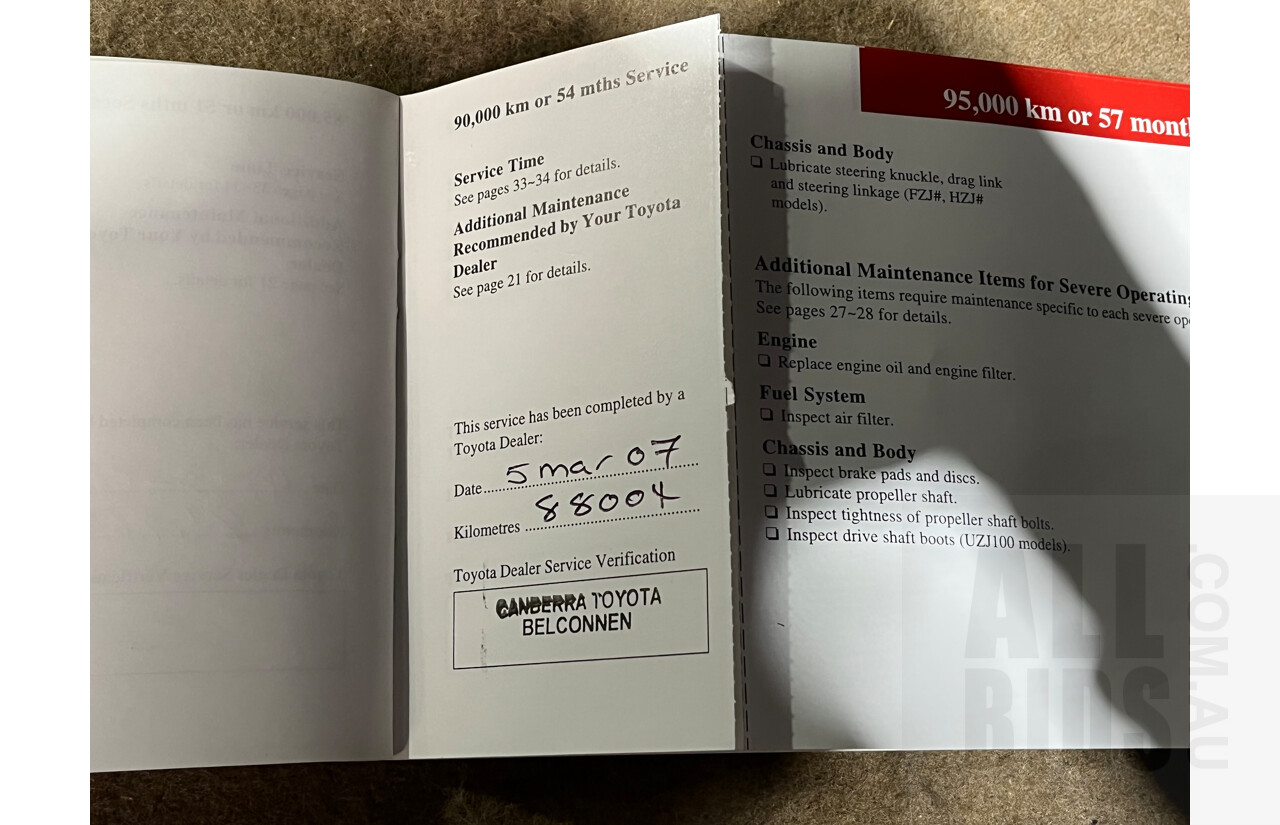 90,000 km or 54 mths Service
Service Time
See pages 33~34 for details.
Additional Maintenance
Recommended by Your Toyota
Dealer
See page 21 for details.
This service has been completed by a
Toyota Dealer:
Date 5 mar 07
Kilometres 88004
Toyota Dealer Service Verification
CANBERRA TOYOTA
BELCONNEN
95,000 km or 57 mont
Chassis and Body
❑ Lubricate steering knuckle, drag link
and steering linkage (FZJ#, HZJ#
models).
Additional Maintenance Items for Severe Operating
The following items require maintenance specific to each severe op
See pages 27~28 for details.
Engine
❑ Replace engine oil and engine filter.
Fuel System
❑ Inspect air filter.
Chassis and Body
❑ Inspect brake pads and discs.
❑ Lubricate propeller shaft.
❑ Inspect tightness of propeller shaft bolts.
❑ Inspect drive shaft boots (UZJ100 models).
ALL
BIDS
.COM.AU